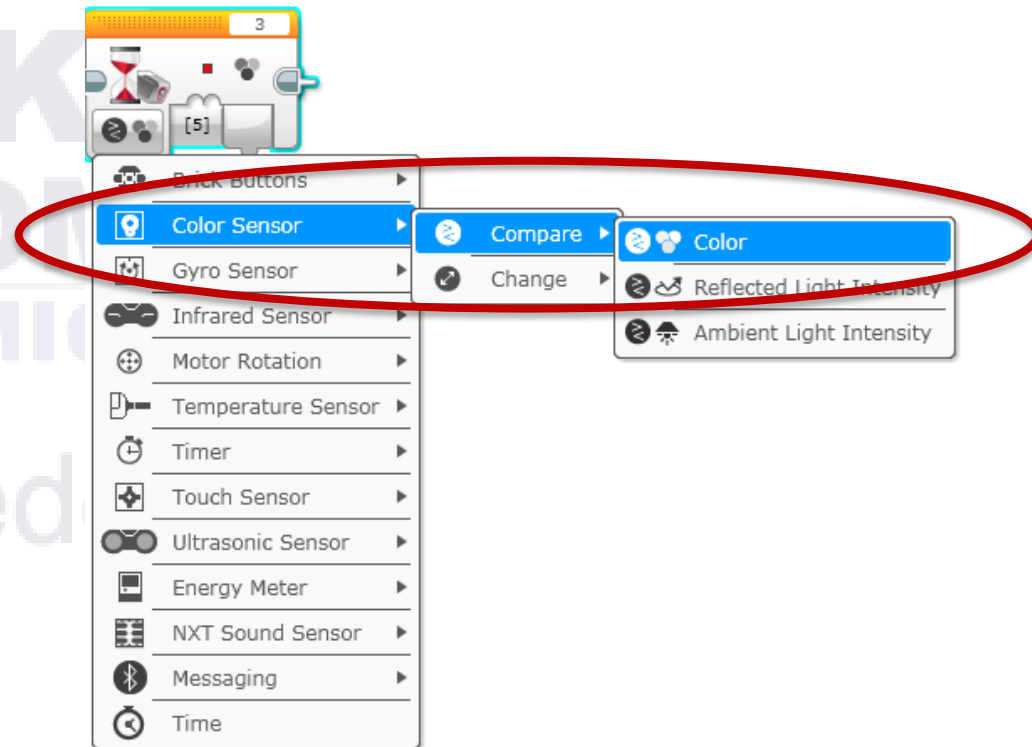 3
[5]
Brick Buttons
Color Sensor
Compare
Color
Gyro Sensor
Change
Reflected Light Intensity
Infrared Sensor
Ambient Light Intensity
Motor Rotation
Temperature Sensor
Timer
Touch Sensor
Ultrasonic Sensor
Energy Meter
NXT Sound Sensor
Messaging
Time